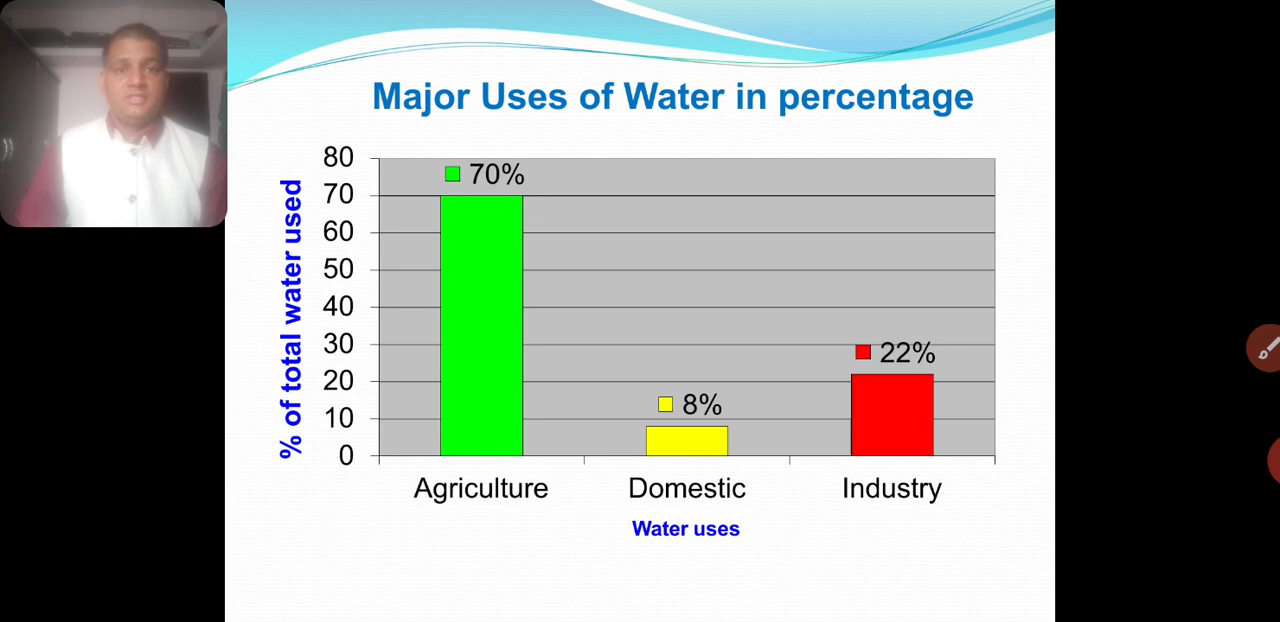 Major Uses of Water in percentage
% of total water used
80
70
60
50
40
30
20
10
0
70%
8%
22%
Agriculture
Domestic
Industry
Water uses